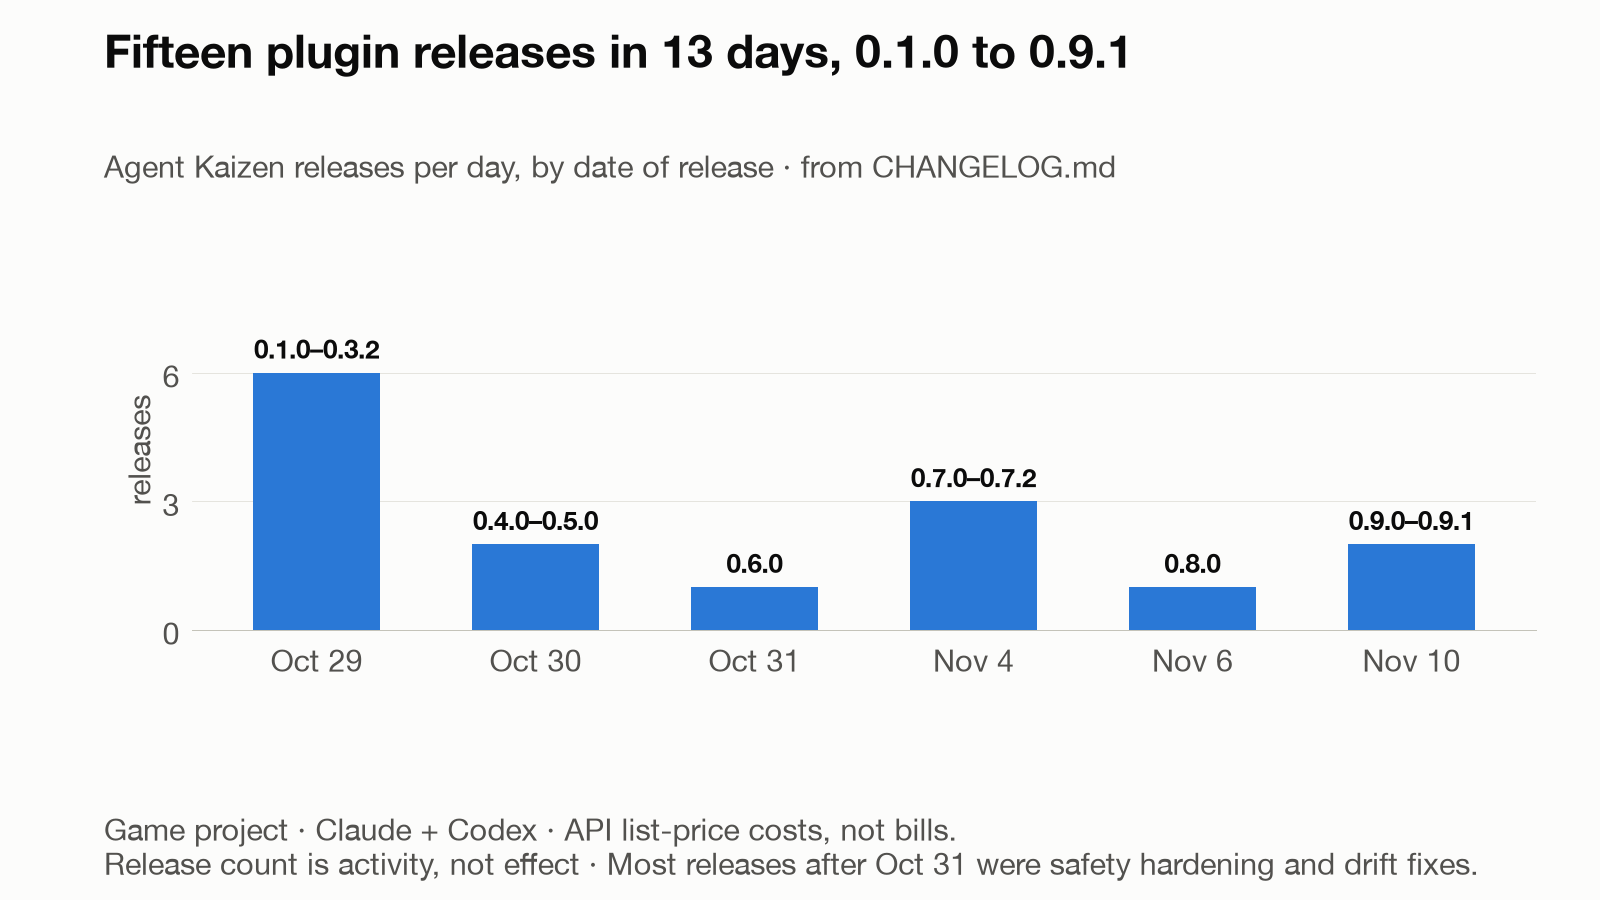 Fifteen plugin releases in 13 days, 0.1.0 to 0.9.1
Agent Kaizen releases per day, by date of release · from CHANGELOG.md
releases
6
3
0
0.1.0–0.3.2
0.4.0–0.5.0
0.6.0
0.7.0–0.7.2
0.8.0
0.9.0–0.9.1
Oct 29
Oct 30
Oct 31
Nov 4
Nov 6
Nov 10
Game project · Claude + Codex · API list-price costs, not bills.
Release count is activity, not effect · Most releases after Oct 31 were safety hardening and drift fixes.